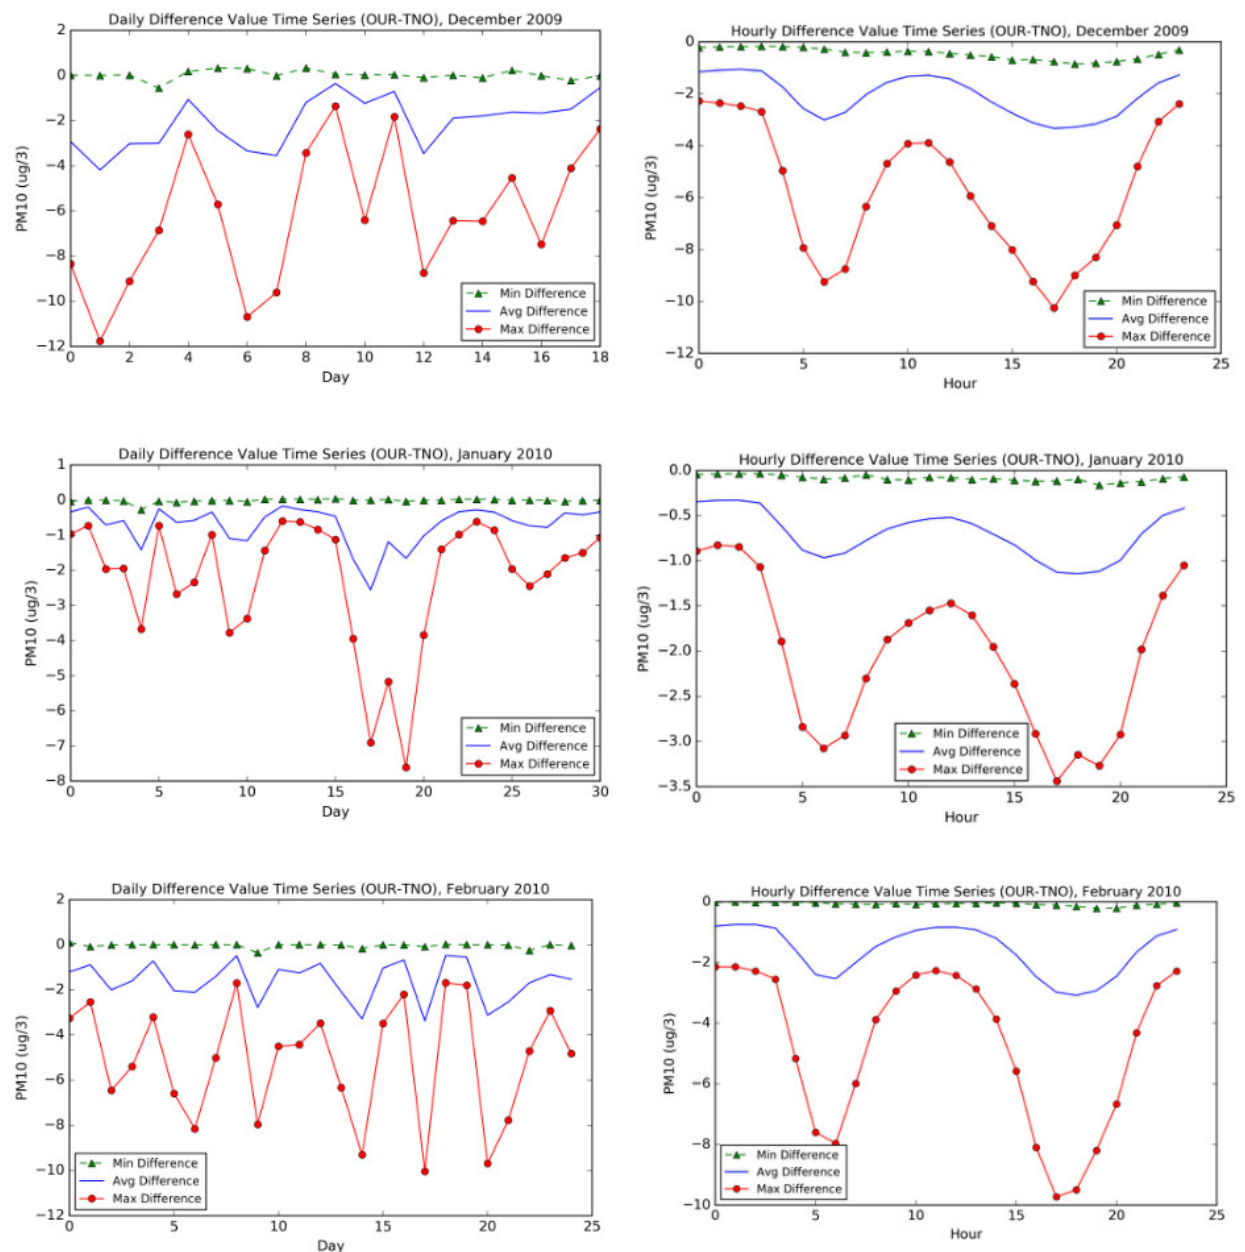 Daily Difference Value Time Series (OUR-TNO), December 2009
2
0
−2
−4
−6
−8
−10
−12
PM10 (ug/3)
0 2 4 6 8 10 12 14 16 18
Day
Min Difference
Avg Difference
Max Difference
Hourly Difference Value Time Series (OUR-TNO), December 2009
0
−2
−4
−6
−8
−10
−12
PM10 (ug/3)
0 5 10 15 20 25
Hour
Min Difference
Avg Difference
Max Difference
Daily Difference Value Time Series (OUR-TNO), January 2010
1
0
−1
−2
−3
−4
−5
−6
−7
−8
PM10 (ug/3)
0 5 10 15 20 25 30
Day
Min Difference
Avg Difference
Max Difference
Hourly Difference Value Time Series (OUR-TNO), January 2010
0.0
−0.5
−1.0
−1.5
−2.0
−2.5
−3.0
−3.5
PM10 (ug/3)
0 5 10 15 20 25
Hour
Min Difference
Avg Difference
Max Difference
Daily Difference Value Time Series (OUR-TNO), February 2010
2
0
−2
−4
−6
−8
−10
−12
PM10 (ug/3)
0 5 10 15 20 25
Day
Min Difference
Avg Difference
Max Difference
Hourly Difference Value Time Series (OUR-TNO), February 2010
0
−2
−4
−6
−8
−10
PM10 (ug/3)
0 5 10 15 20 25
Hour
Min Difference
Avg Difference
Max Difference